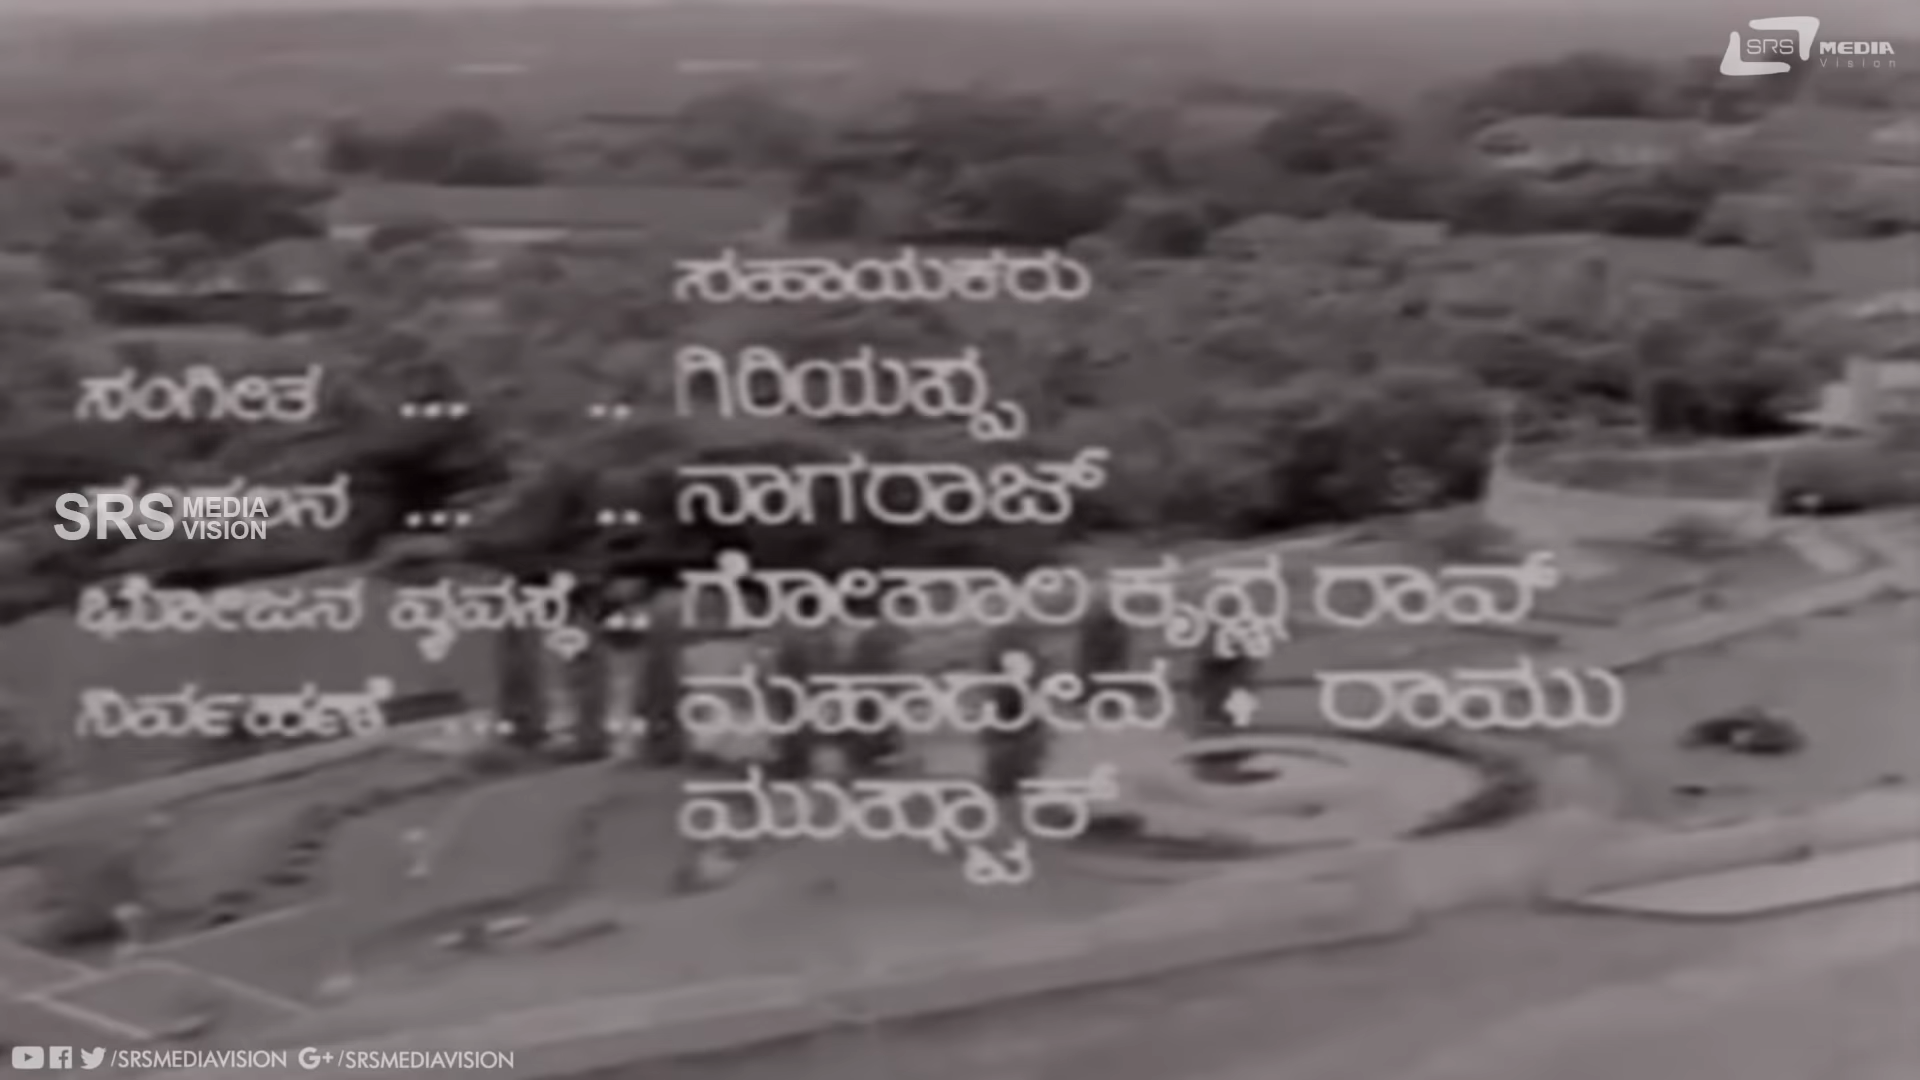 SRS MEDIA
Vision
ಸಹಾಯಕರು
ಸಂಗೀತ ... .. ಗಿರಿಯಪ್ಪ
SRS MEDIA VISION ... .. ನಾಗರಾಜ್
ಭೋಜನ ವ್ಯವಸ್ಥೆ .. ಗೋಪಾಲ ಕೃಷ್ಣ ರಾವ್
ನಿರ್ವಹಣೆ ... . .. ಮಹಾದೇವ + ರಾಮು
ಮುಷ್ತಾಕ್
/SRSMEDIAVISION G+ /SRSMEDIAVISION